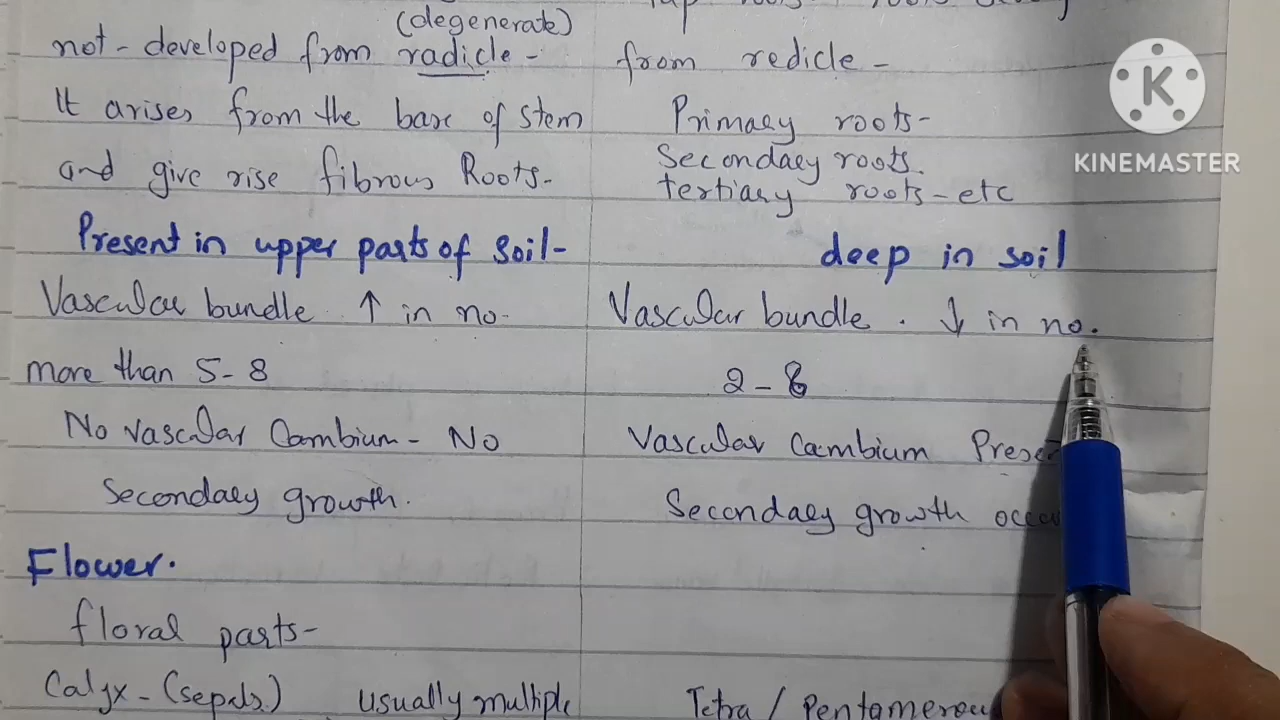 (degenerate)
not-developed from radicle-
It arises from the base of stem
and give rise fibrous Roots-
Present in upper parts of soil-
Vascular bundle ↑ in no-
more than 5-8
No vascular Cambium- No
Secondary growth.
Flower.
floral parts-
Calyx-(sepals) usually multiple
Tap roots
from redicle-
Primary roots-
Secondary roots.
tertiary roots-etc
deep in soil
Vascular bundle. ↓ in no.
2-6
Vascular Cambium
Secondary growth
Tetra / Pentamerou
K
KINEMASTER